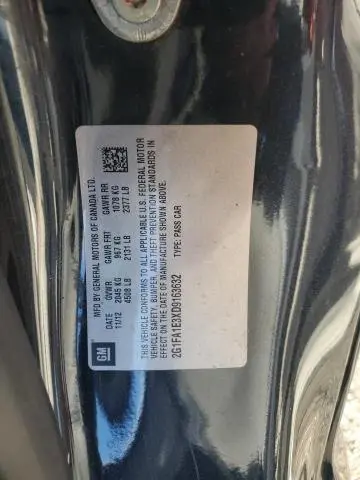 MFD BY GENERAL MOTORS OF CANADA LTD.
DATE GVWR GAWR FRT GAWR RR
11/12 2045 KG 967 KG 1078 KG
4508 LB 2131 LB 2377 LB
THIS VEHICLE CONFORMS TO ALL APPLICABLE U.S. FEDERAL MOTOR
VEHICLE SAFETY, BUMPER, AND THEFT PREVENTION STANDARDS IN
EFFECT ON THE DATE OF MANUFACTURE SHOWN ABOVE.
2G1FA1E3XD9163632 TYPE: PASS CAR
GM